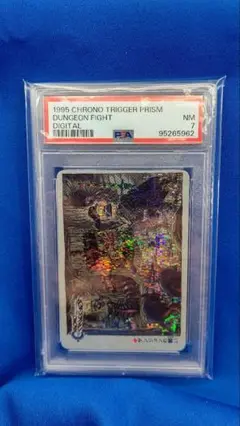 1995 CHRONO TRIGGER PRISM
DUNGEON FIGHT NM
DIGITAL 7
PSA 95265962